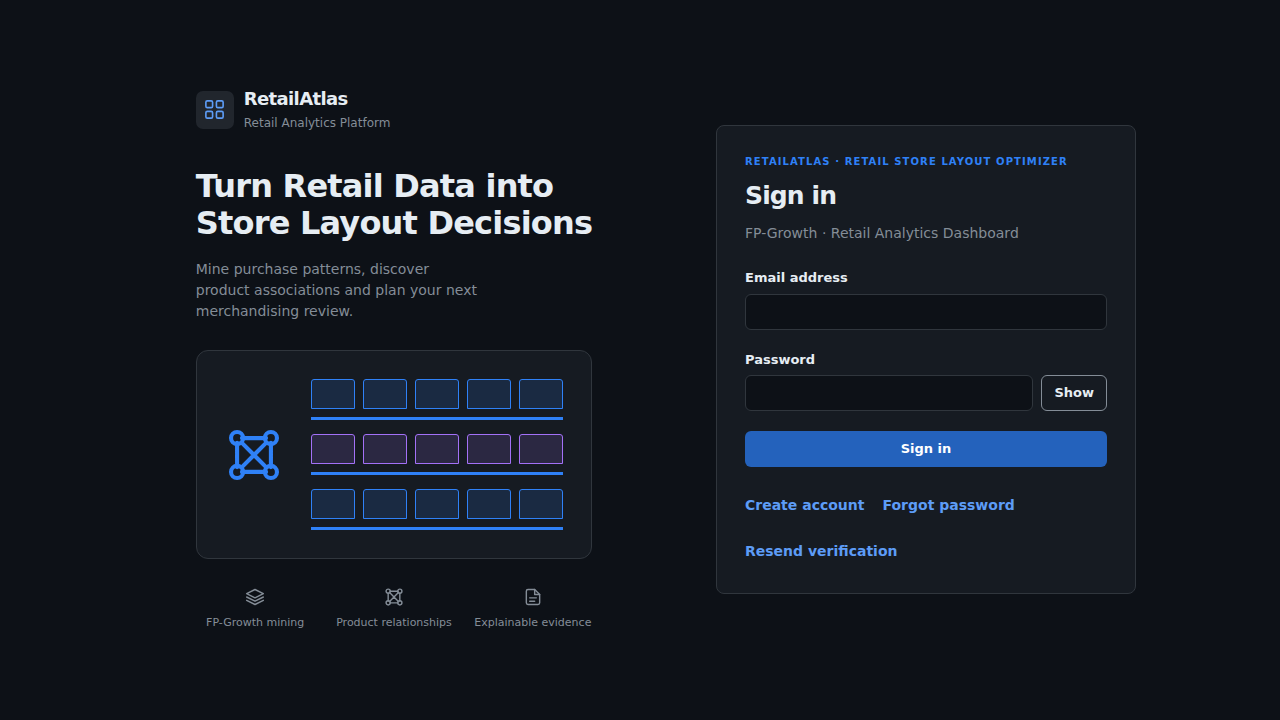 RetailAtlas
Retail Analytics Platform
Turn Retail Data into
Store Layout Decisions
Mine purchase patterns, discover
product associations and plan your next
merchandising review.
FP-Growth mining
Product relationships
Explainable evidence
RETAILATLAS · RETAIL STORE LAYOUT OPTIMIZER
Sign in
FP-Growth · Retail Analytics Dashboard
Email address
Password
Show
Sign in
Create account Forgot password
Resend verification